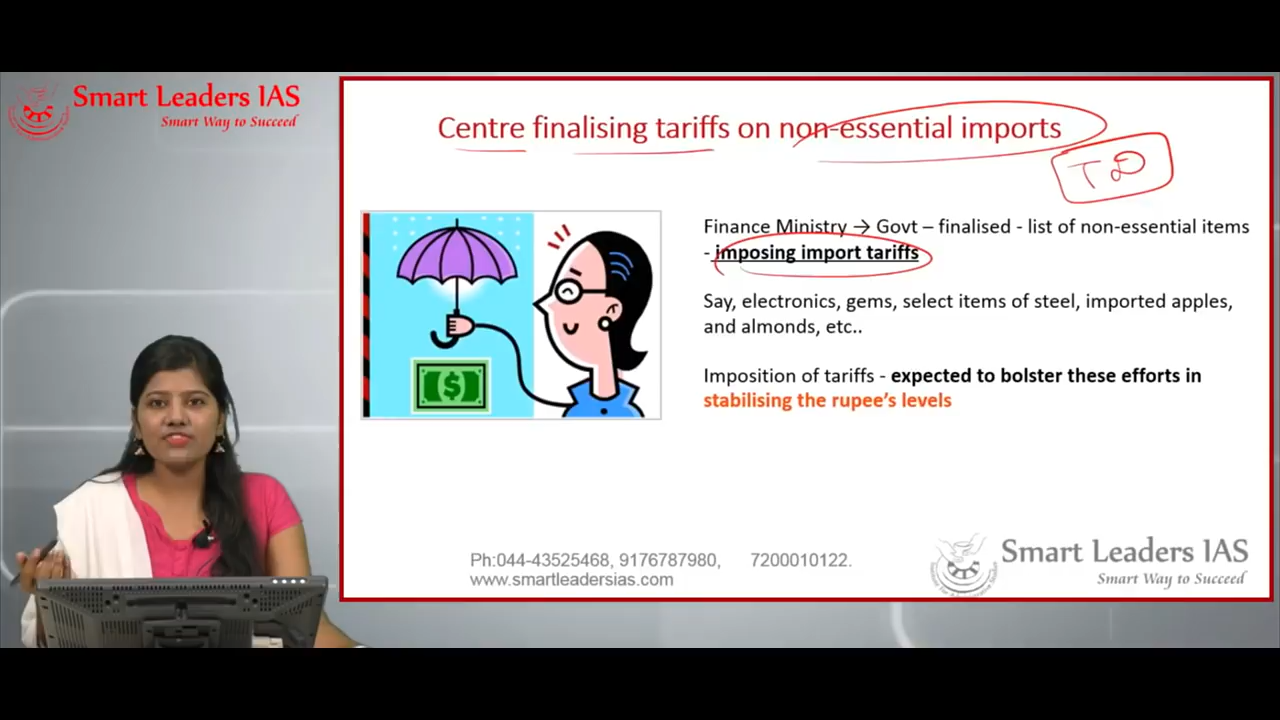 Smart Leaders IAS
Smart Way to Succeed
Centre finalising tariffs on non-essential imports
TD
Finance Ministry → Govt – finalised - list of non-essential items
- imposing import tariffs
Say, electronics, gems, select items of steel, imported apples,
and almonds, etc..
Imposition of tariffs - expected to bolster these efforts in
stabilising the rupee's levels
$
Ph:044-43525468, 9176787980, 7200010122.
www.smartleadersias.com
Smart Leaders IAS
Smart Way to Succeed